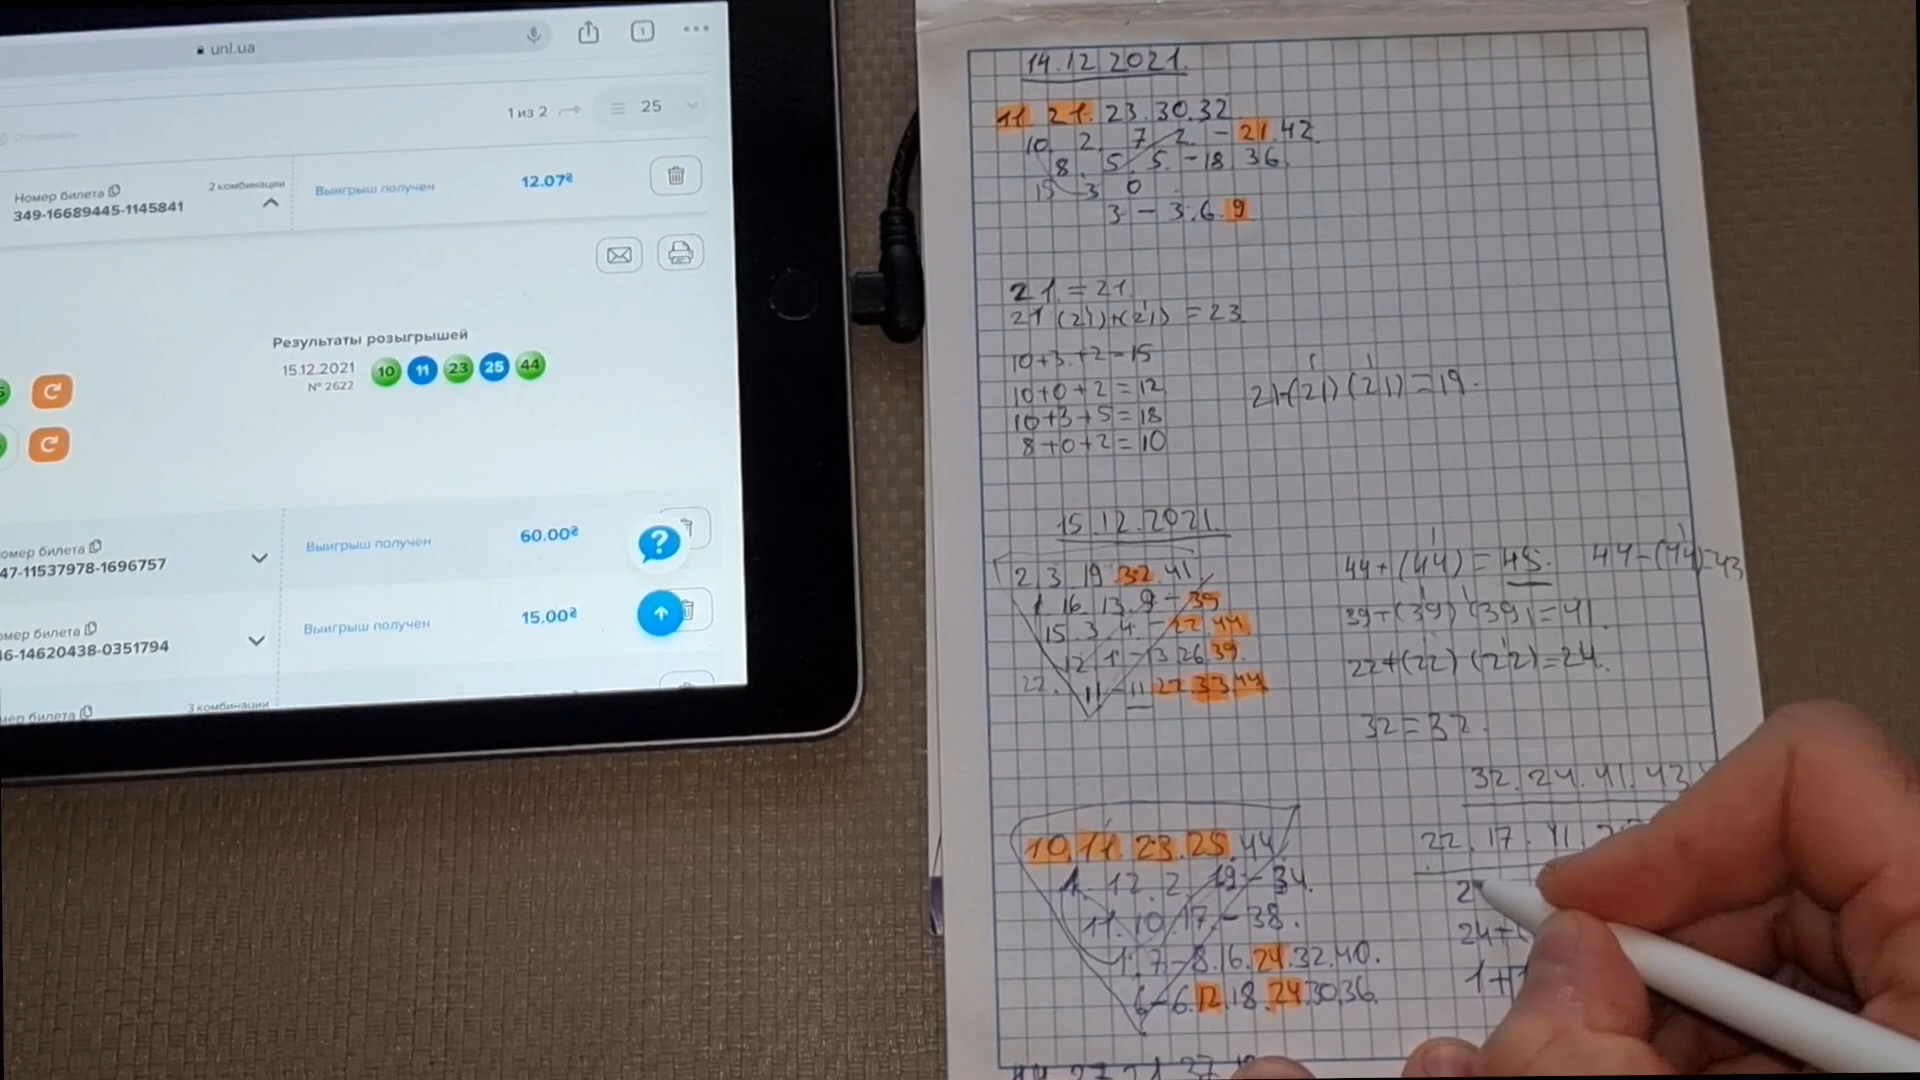 unl.ua
1
1 из 2
25
Номер билета
349-16689445-1145841
2 комбинации
Выигрыш получен
12.07₴
Результаты розыгрышей
15.12.2021
№ 2622
10 11 23 25 44
омер билета
47-11537978-1696757
Выигрыш получен
60.00₴
?
омер билета
46-14620438-0351794
Выигрыш получен
15.00₴
мер билета
3 комбинации
14.12 2021.
11 21. 23. 30. 32
10. 2. 7 2. - 21. 42.
8. 5. 5. - 18. 36.
15 3 0
3 - 3. 6. 9
21. = 21.
21 (21)+(21) = 23
10+3.+2=15
10+0+2=12
10+3+5=18
8+0+2=10
21-(21)(21)=19.
15.12.2021.
2 3 19 32 41
1 16 13. 9 - 39
15 3 4. - 22 44
12 1 - 13 26 39.
22. 11 - 11 22 33 44
44+(44) = 45. 44-(44)=43
39+(39)(39)=41.
22+(22)(22)=24.
32=32.
32. 24. 41. 43
22. 17. 41.
24+(
1+
10. 11. 23. 25. 44
1. 12. 2. 19 - 34.
11. 10. 17. - 38.
1. 7 - 8. 16. 24. 32. 40.
6 - 6. 12. 18. 24. 30 36.